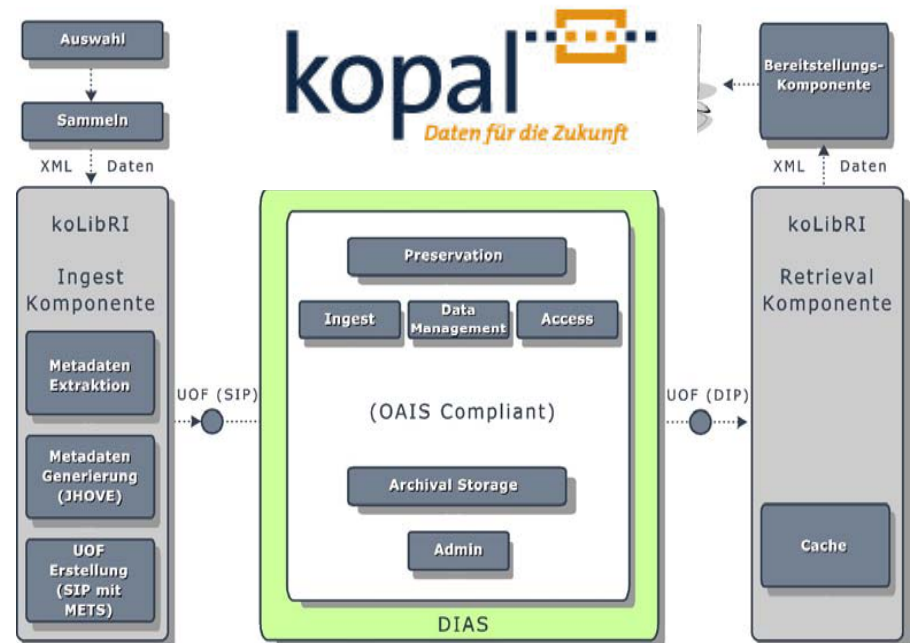 Auswahl
Sammeln
XML Daten
koLibRI
Ingest
Komponente
Metadaten
Extraktion
Metadaten
Generierung
(JHOVE)
UOF
Erstellung
(SIP mit
METS)
UOF (SIP)
kopal
Daten für die Zukunft
Preservation
Ingest
Data
Management
Access
(OAIS Compliant)
Archival Storage
Admin
DIAS
UOF (DIP)
Bereitstellungs-
Komponente
XML Daten
koLibRI
Retrieval
Komponente
Cache